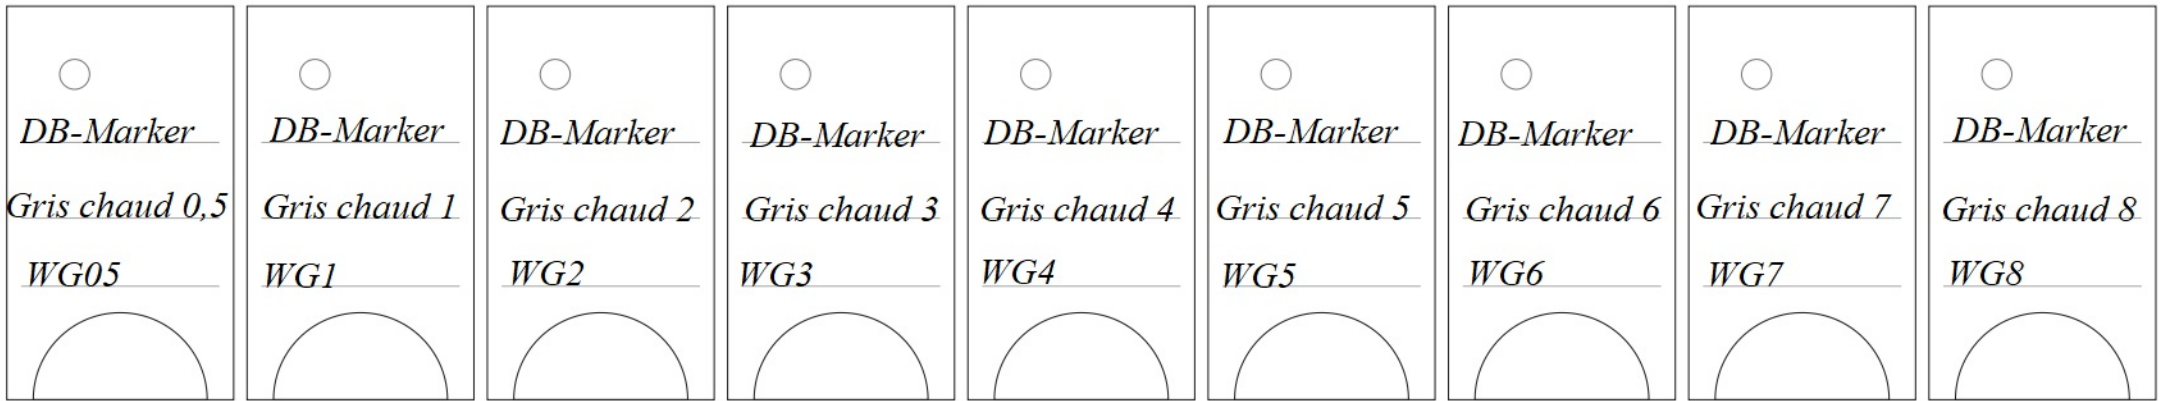 DB-Marker
Gris chaud 0,5
WG05
DB-Marker
Gris chaud 1
WG1
DB-Marker
Gris chaud 2
WG2
DB-Marker
Gris chaud 3
WG3
DB-Marker
Gris chaud 4
WG4
DB-Marker
Gris chaud 5
WG5
DB-Marker
Gris chaud 6
WG6
DB-Marker
Gris chaud 7
WG7
DB-Marker
Gris chaud 8
WG8